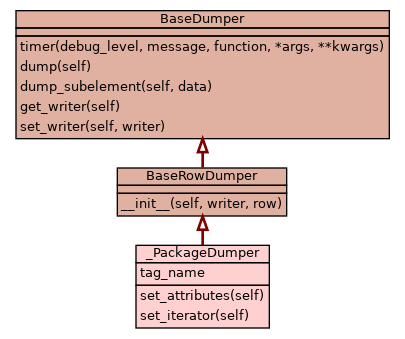 BaseDumper
timer(debug_level, message, function, *args, **kwargs)
dump(self)
dump_subelement(self, data)
get_writer(self)
set_writer(self, writer)
BaseRowDumper
__init__(self, writer, row)
_PackageDumper
tag_name
set_attributes(self)
set_iterator(self)